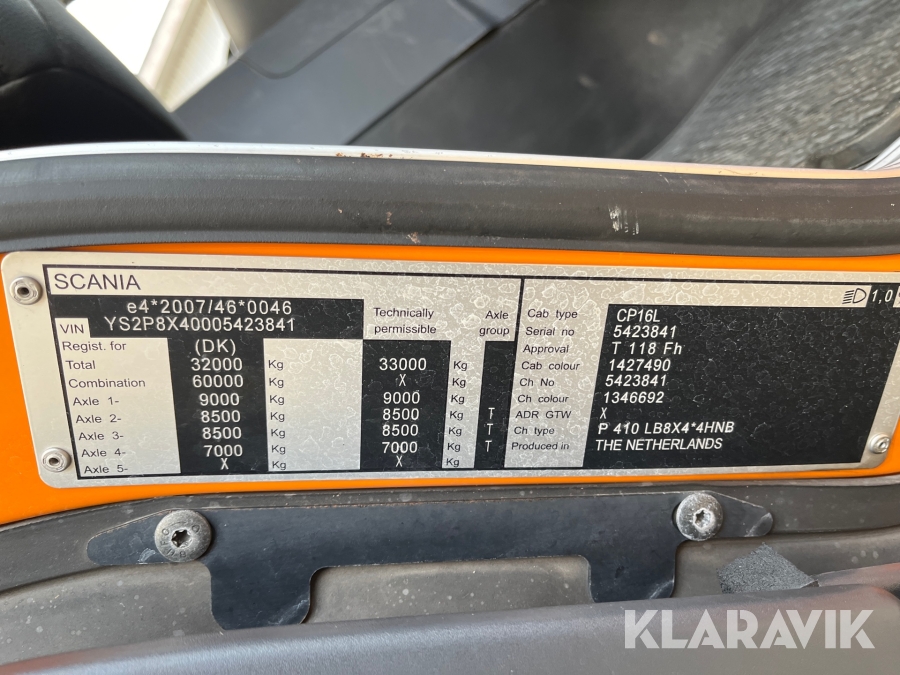 SCANIA
e4*2007/46*0046
VIN YS2P8X40005423841
Technically permissible
Axle group
Regist. for (DK)
Total 32000 Kg 33000 Kg
Combination 60000 Kg X Kg
Axle 1- 9000 Kg 9000 Kg
Axle 2- 8500 Kg 8500 Kg T
Axle 3- 8500 Kg 8500 Kg T
Axle 4- 7000 Kg 7000 Kg T
Axle 5- X Kg X Kg
1,0
Cab type CP16L
Serial no 5423841
Approval T 118 Fh
Cab colour 1427490
Ch No 5423841
Ch colour 1346692
ADR GTW X
Ch type P 410 LB8X4*4HNB
Produced in THE NETHERLANDS
KLARAVIK